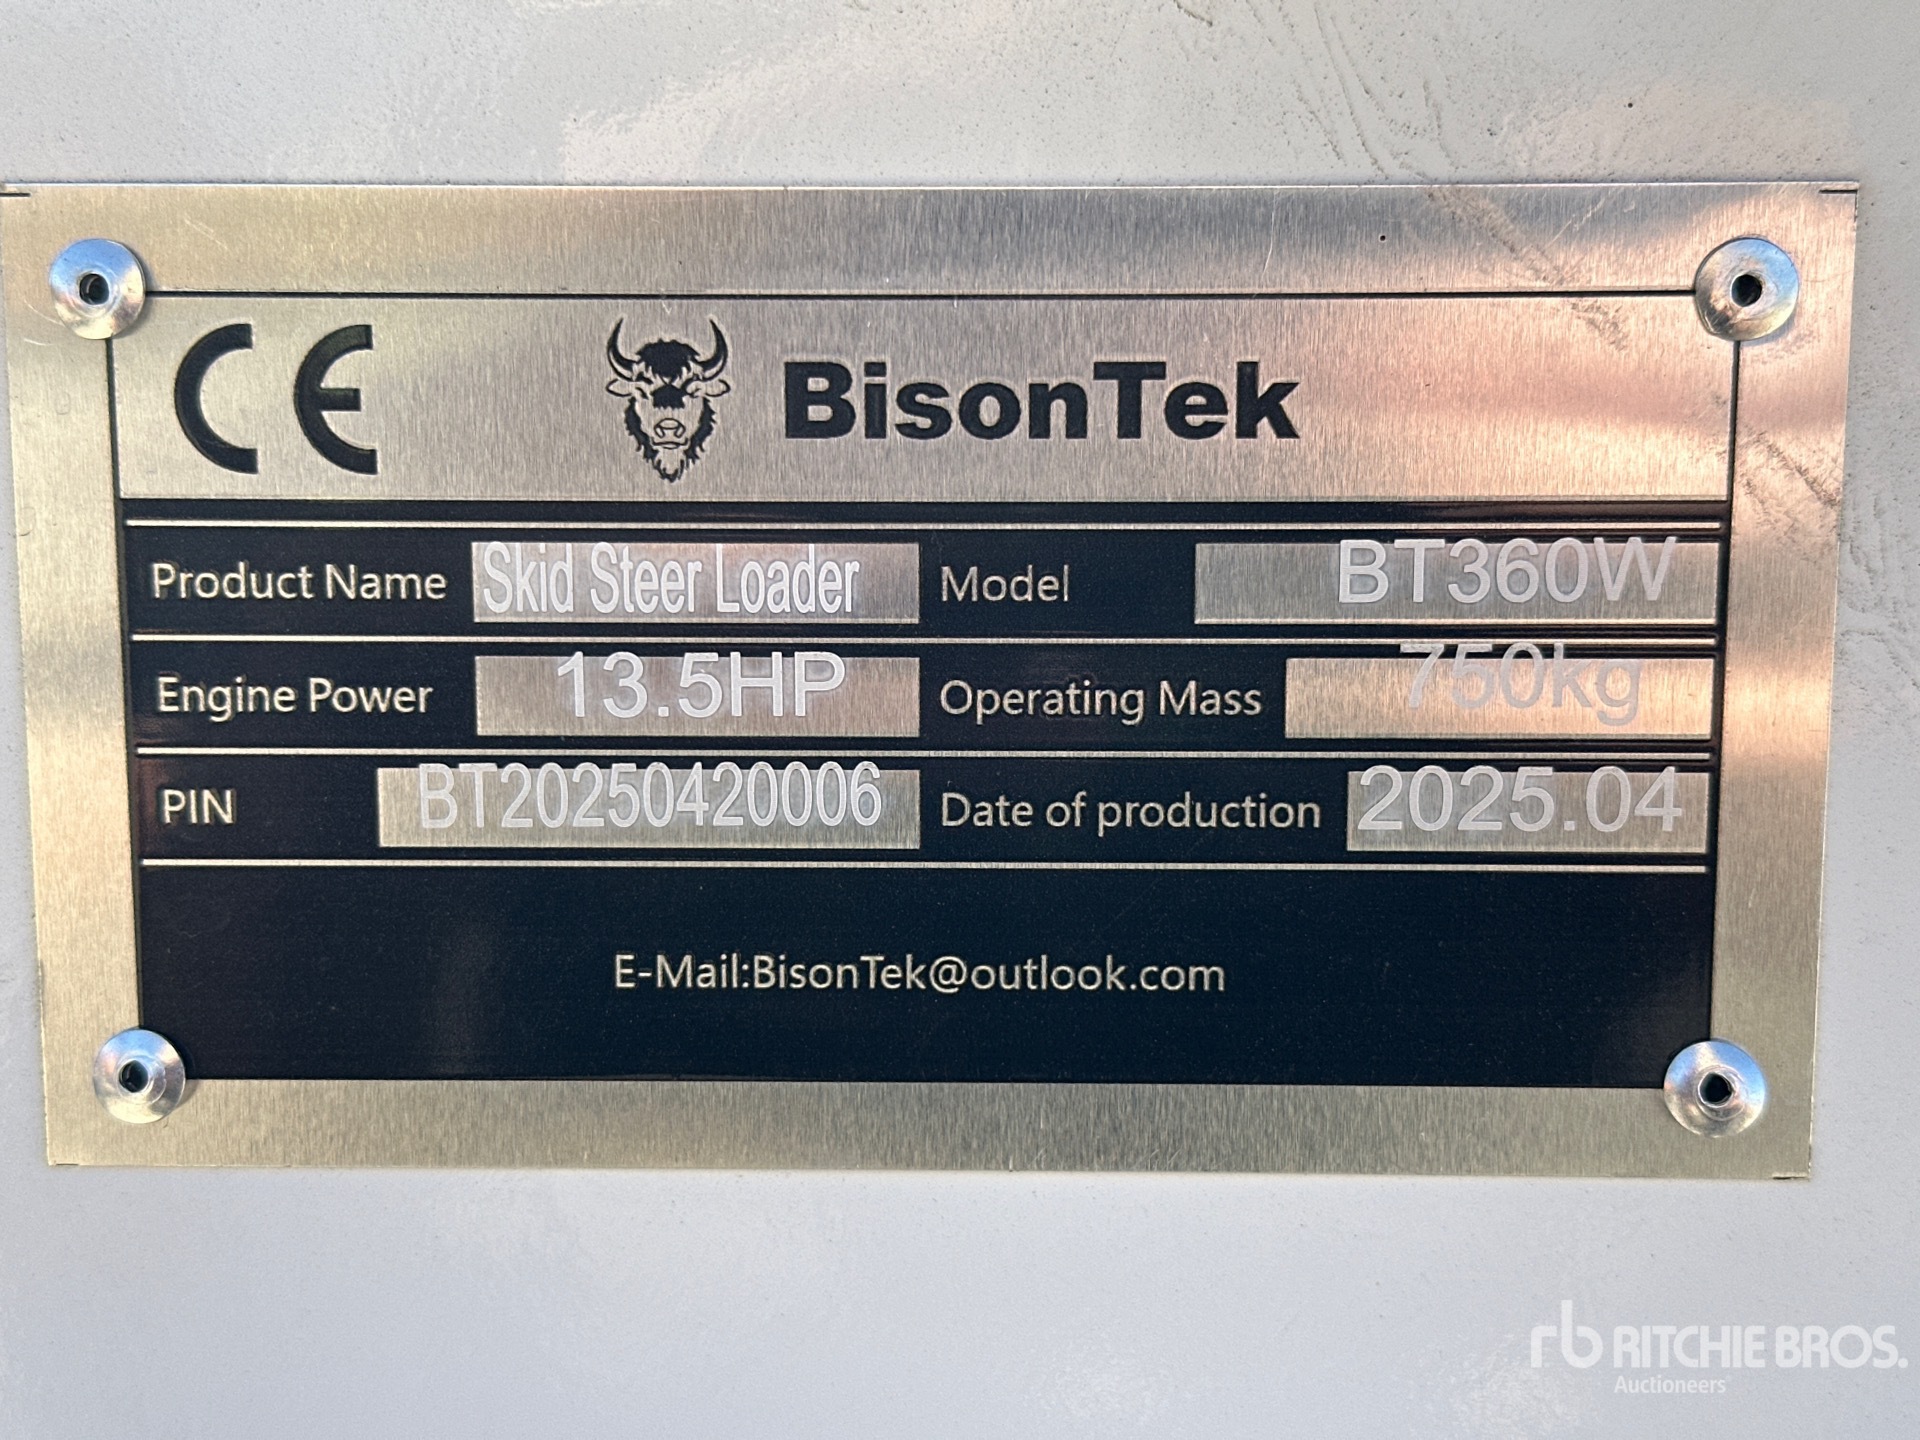 CE BisonTek
Product Name Skid Steer Loader Model BT360W
Engine Power 13.5HP Operating Mass 750kg
PIN BT20250420006 Date of production 2025.04
E-Mail:BisonTek@outlook.com
rb RITCHIE BROS.
Auctioneers